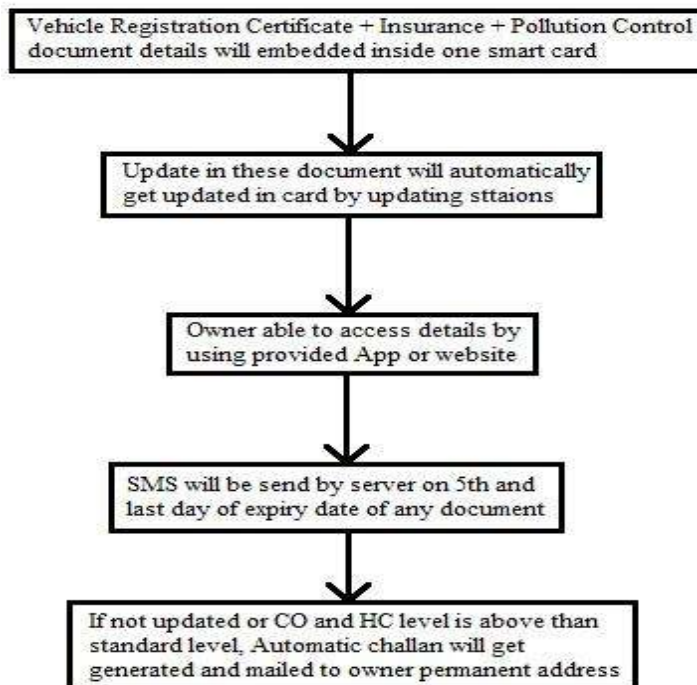 Vehicle Registration Certificate + Insurance + Pollution Control
document details will embedded inside one smart card
Update in these document will automatically
get updated in card by updating sttaions
Owner able to access details by
using provided App or website
SMS will be send by server on 5th and
last day of expiry date of any document
If not updated or CO and HC level is above than
standard level, Automatic challan will get
generated and mailed to owner permanent address